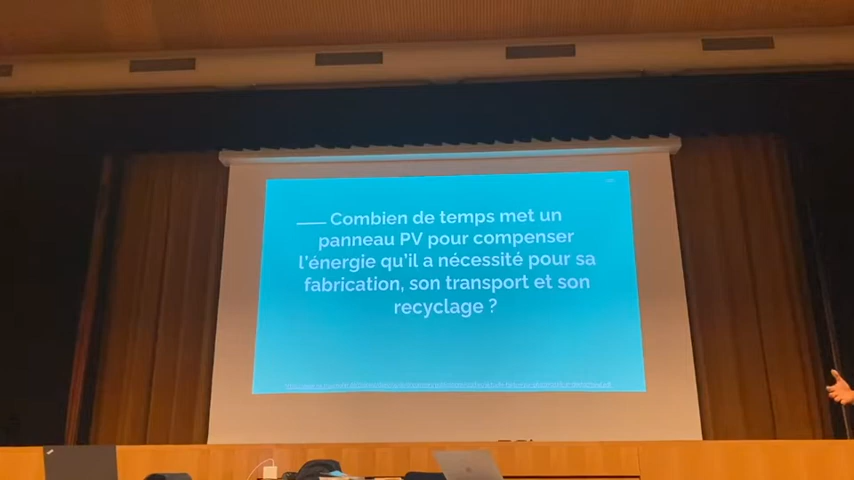 Combien de temps met un
panneau PV pour compenser
l'énergie qu'il a nécessité pour sa
fabrication, son transport et son
recyclage ?